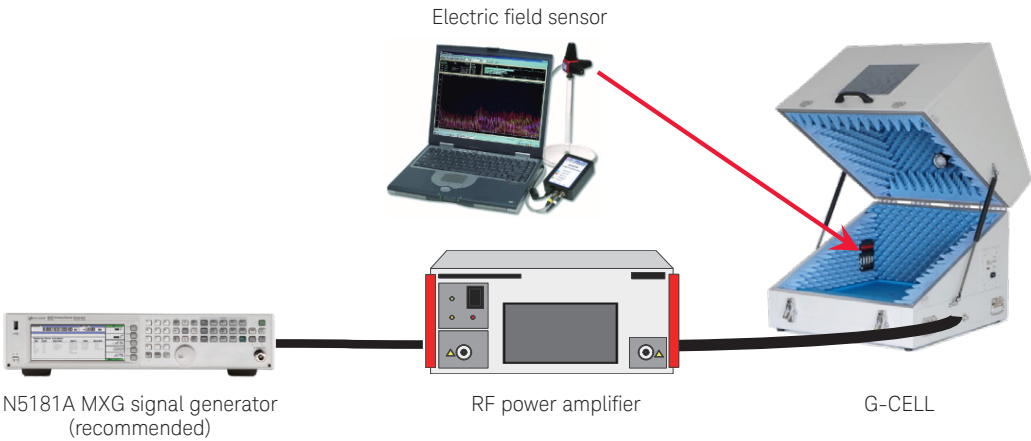 Electric field sensor
N5181A MXG signal generator
(recommended)
RF power amplifier
G-CELL